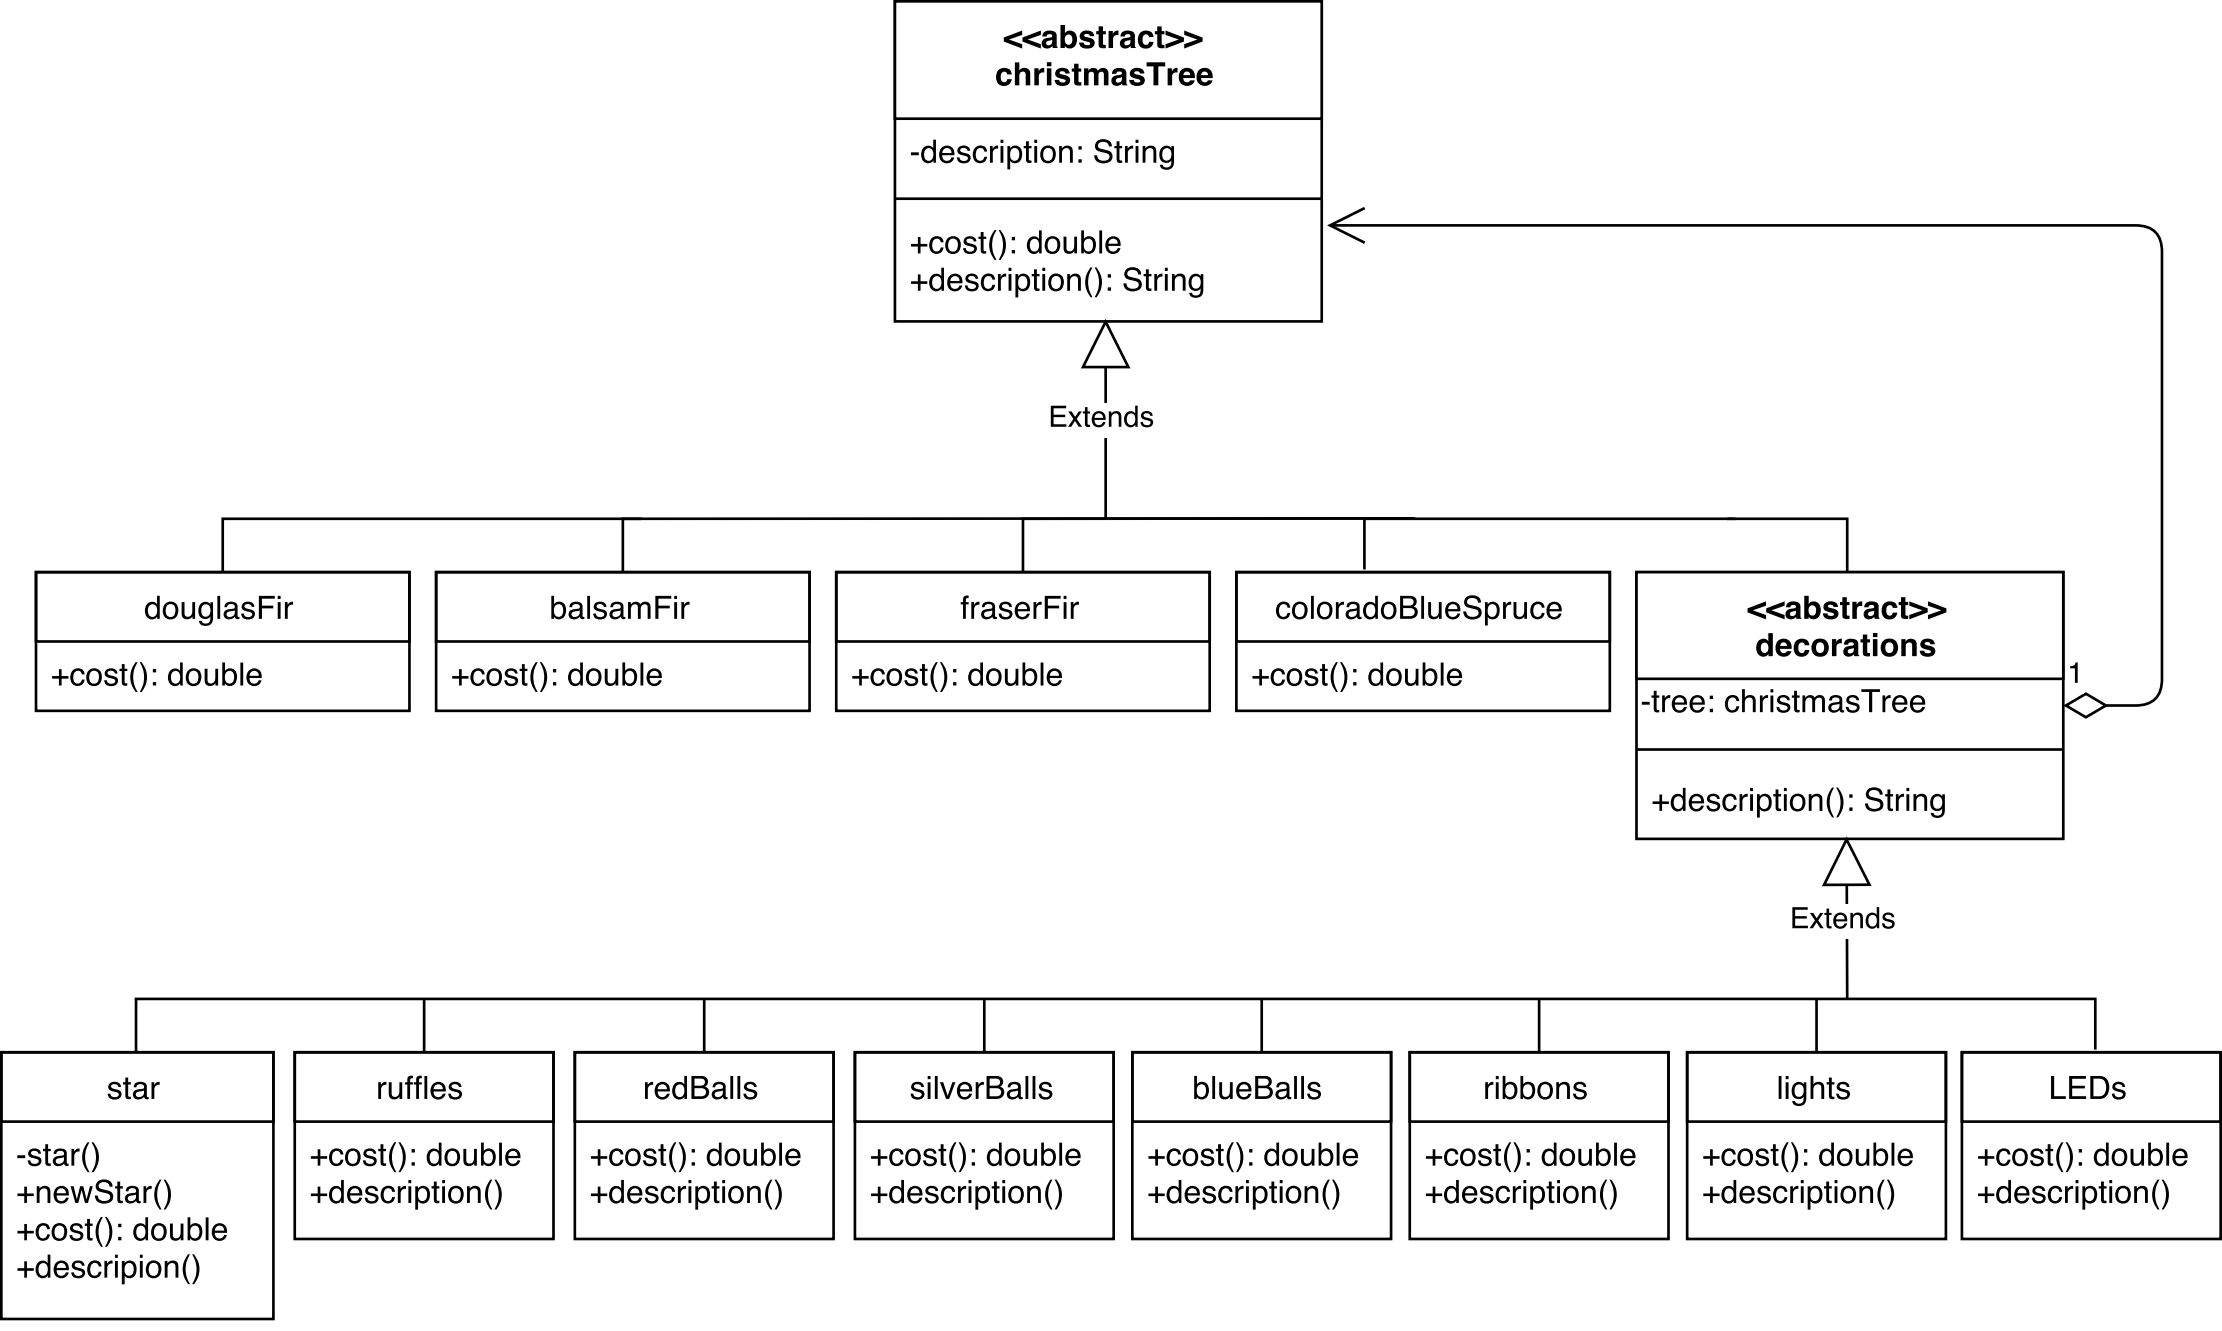 <<abstract>>
christmasTree
-description: String
+cost(): double
+description(): String
Extends
douglasFir
+cost(): double
balsamFir
+cost(): double
fraserFir
+cost(): double
coloradoBlueSpruce
+cost(): double
<<abstract>>
decorations
-tree: christmasTree
+description(): String
1
Extends
star
-star()
+newStar()
+cost(): double
+descripion()
ruffles
+cost(): double
+description()
redBalls
+cost(): double
+description()
silverBalls
+cost(): double
+description()
blueBalls
+cost(): double
+description()
ribbons
+cost(): double
+description()
lights
+cost(): double
+description()
LEDs
+cost(): double
+description()